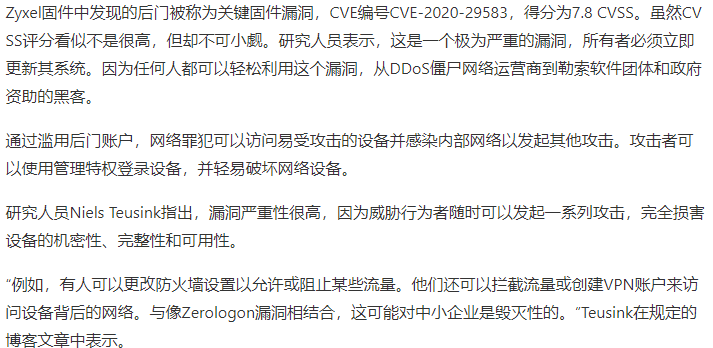 Zyxel固件中发现的后门被称为关键固件漏洞，CVE编号CVE-2020-29583，得分为7.8 CVSS。虽然CV
SS评分看似不是很高，但却不可小觑。研究人员表示，这是一个极为严重的漏洞，所有者必须立即
更新其系统。因为任何人都可以轻松利用这个漏洞，从DDoS僵尸网络运营商到勒索软件团体和政府
资助的黑客。
通过滥用后门账户，网络罪犯可以访问易受攻击的设备并感染内部网络以发起其他攻击。攻击者可
以使用管理特权登录设备，并轻易破坏网络设备。
研究人员Niels Teusink指出，漏洞严重性很高，因为威胁行为者随时可以发起一系列攻击，完全损害
设备的机密性、完整性和可用性。
“例如，有人可以更改防火墙设置以允许或阻止某些流量。他们还可以拦截流量或创建VPN账户来访
问设备背后的网络。与像Zerologon漏洞相结合，这可能对中小企业是毁灭性的。”Teusink在规定的
博客文章中表示。